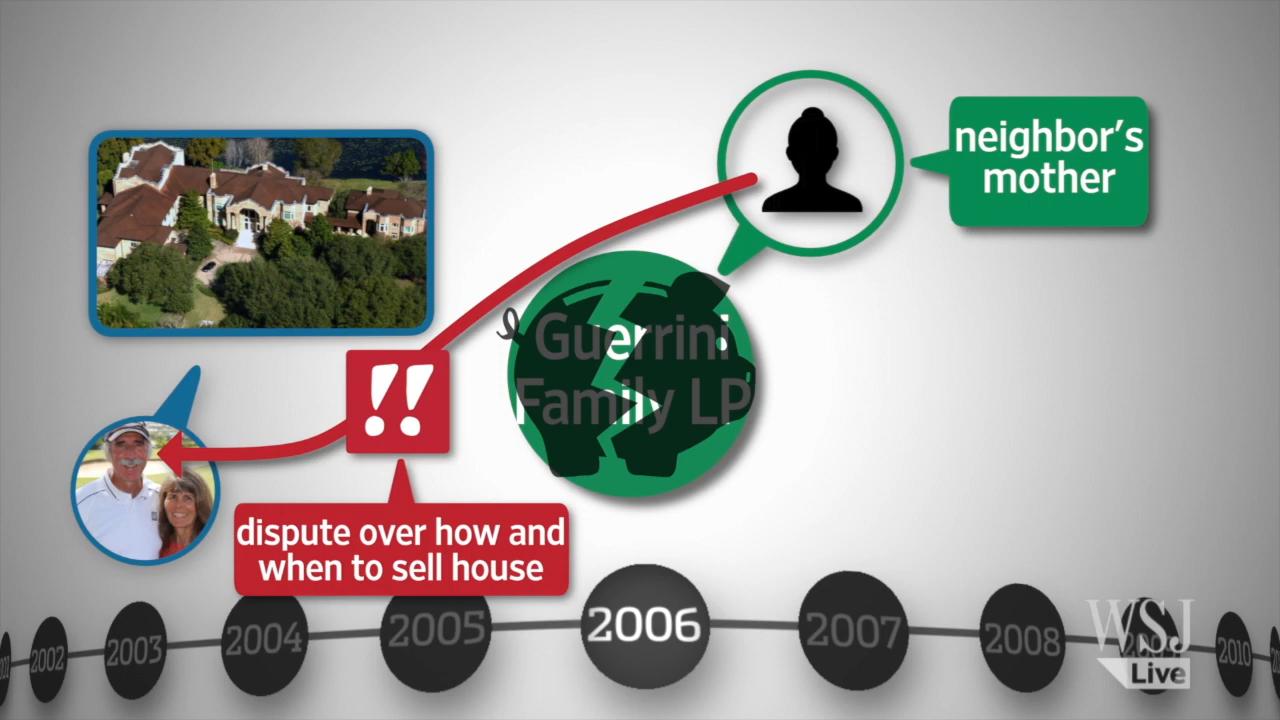 neighbor's
mother
Guerrini
Family LP
!!
dispute over how and
when to sell house
2002
2003
2004
2005
2006
2007
2008
2010
WSJ
Live